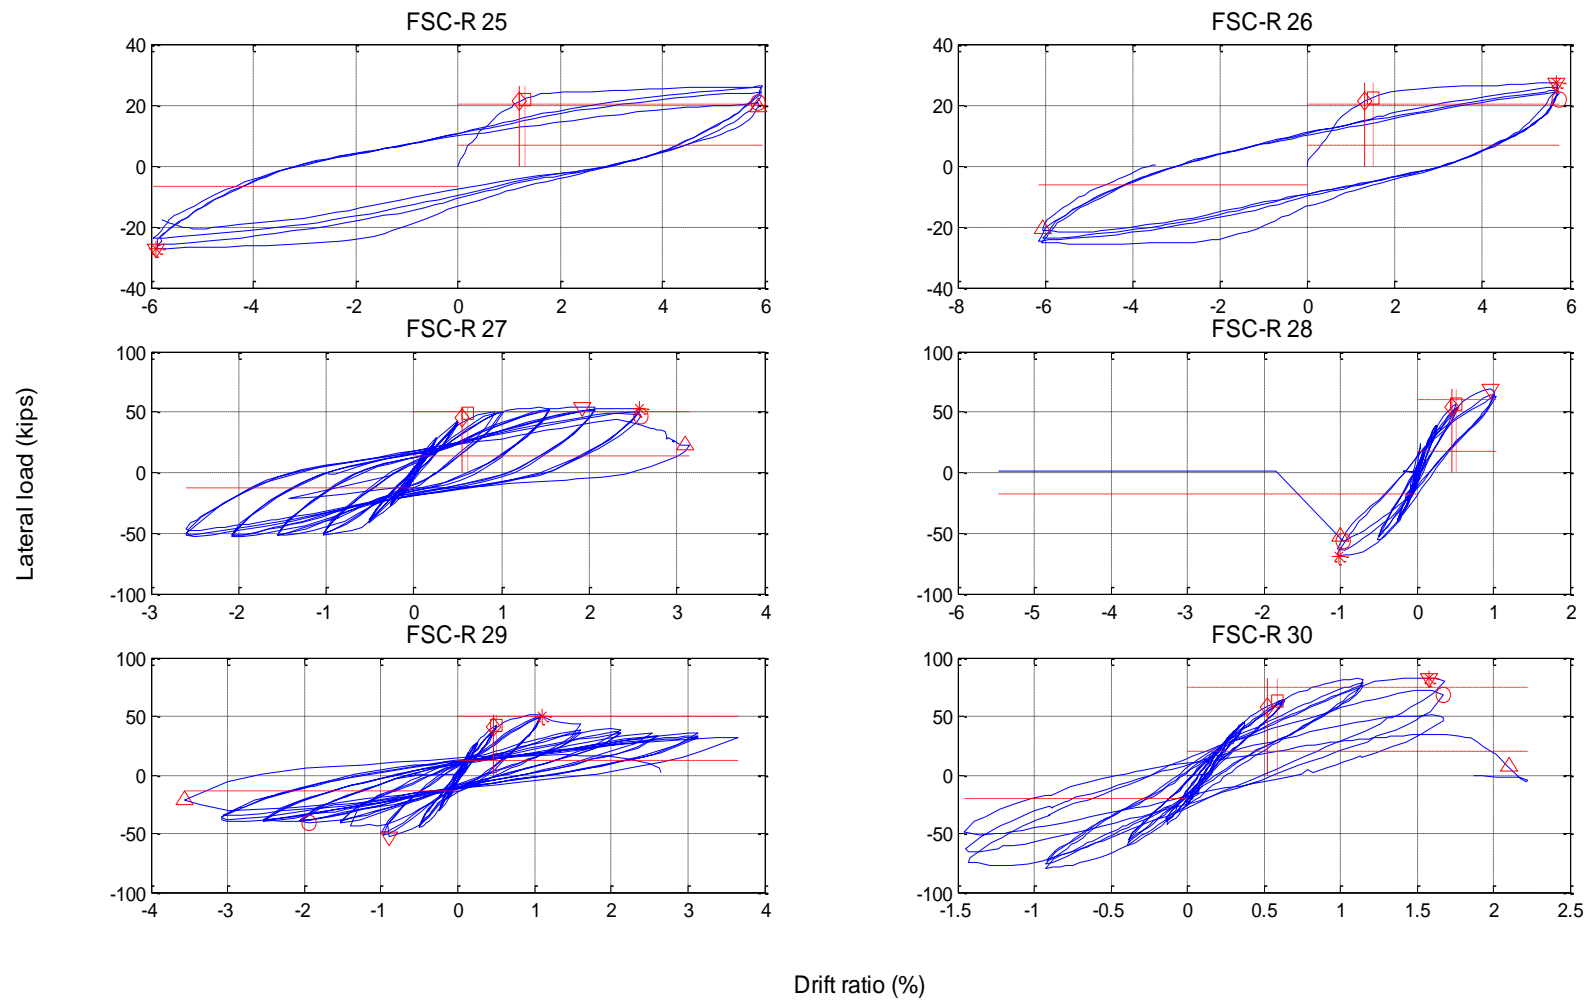 FSC-R 25
40
20
0
-20
-40
-6 -4 -2 0 2 4 6
FSC-R 26
40
20
0
-20
-40
-8 -6 -4 -2 0 2 4 6
FSC-R 27
100
50
0
-50
-100
-3 -2 -1 0 1 2 3 4
FSC-R 28
100
50
0
-50
-100
-6 -5 -4 -3 -2 -1 0 1 2
FSC-R 29
100
50
0
-50
-100
-4 -3 -2 -1 0 1 2 3 4
FSC-R 30
100
50
0
-50
-100
-1.5 -1 -0.5 0 0.5 1 1.5 2 2.5
Lateral load (kips)
Drift ratio (%)